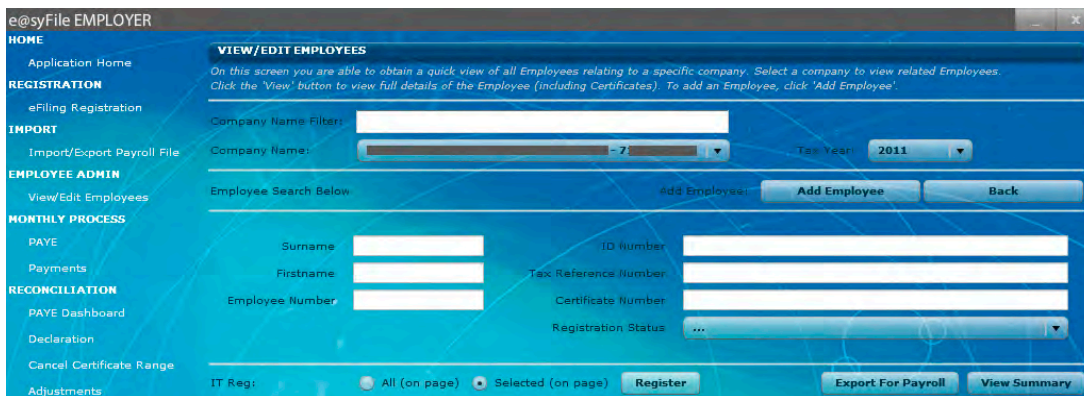 e@syFile EMPLOYER
HOME
Application Home
REGISTRATION
eFiling Registration
IMPORT
Import/Export Payroll File
EMPLOYEE ADMIN
View/Edit Employees
MONTHLY PROCESS
PAYE
Payments
RECONCILIATION
PAYE Dashboard
Declaration
Cancel Certificate Range
Adjustments
VIEW/EDIT EMPLOYEES
On this screen you are able to obtain a quick view of all Employees relating to a specific company. Select a company to view related Employees.
Click the 'View' button to view full details of the Employee (including Certificates). To add an Employee, click 'Add Employee'.
Company Name Filter:
Company Name: - 7 Tax Year: 2011
Employee Search Below Add Employee: Add Employee Back
Surname ID Number
Firstname Tax Reference Number
Employee Number Certificate Number
Registration Status ...
IT Reg: All (on page) Selected (on page) Register Export For Payroll View Summary